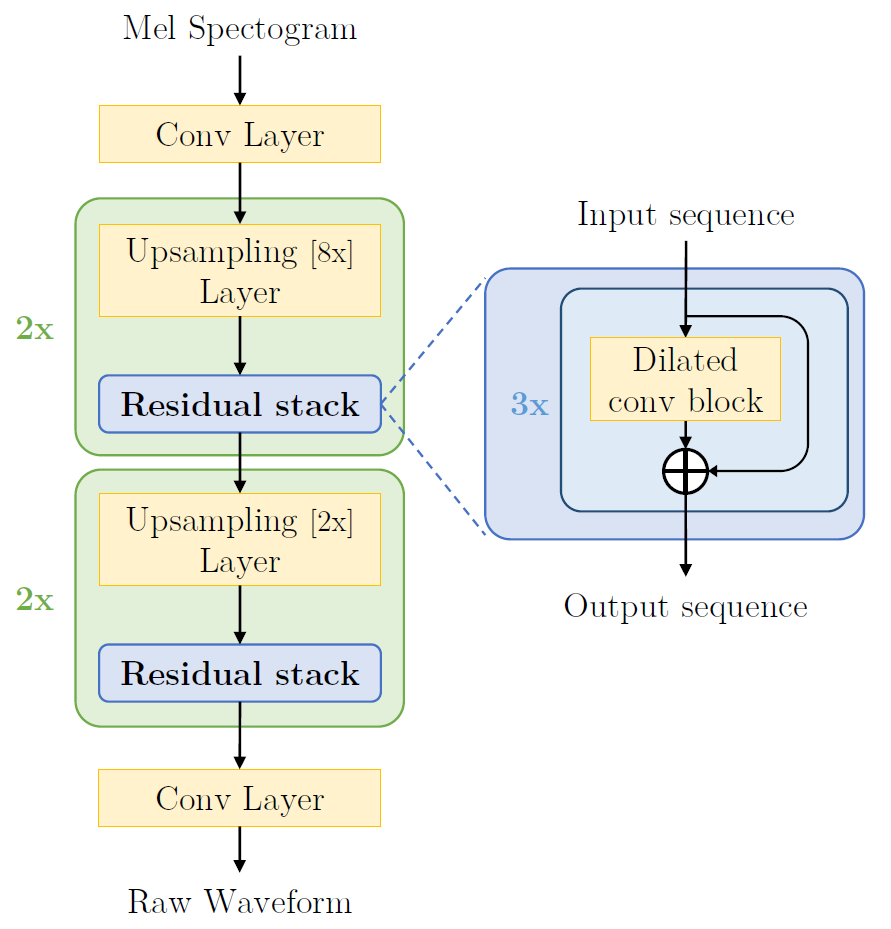 Mel Spectogram
Conv Layer
Upsampling [8x]
Layer
2x
Residual stack
Upsampling [2x]
Layer
2x
Residual stack
Conv Layer
Raw Waveform
Input sequence
Dilated
conv block
3x
Output sequence